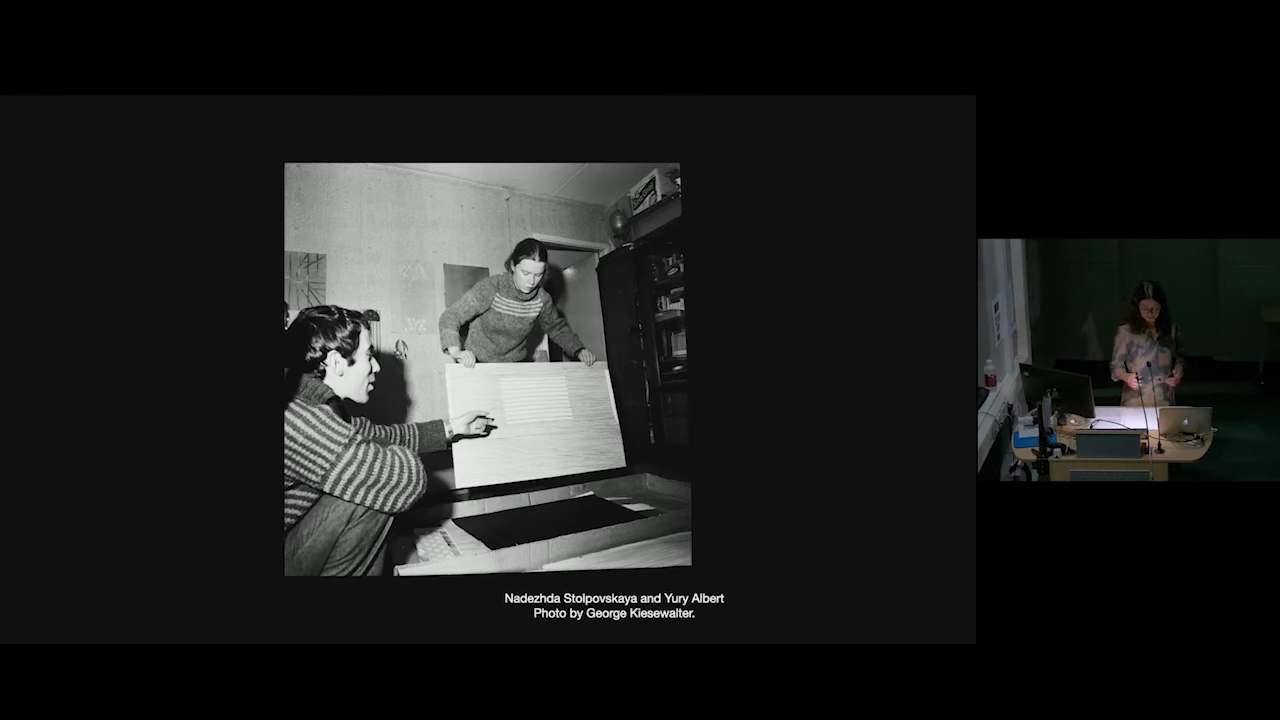 Nadezhda Stolpovskaya and Yury Albert
Photo by George Kiesewalter.